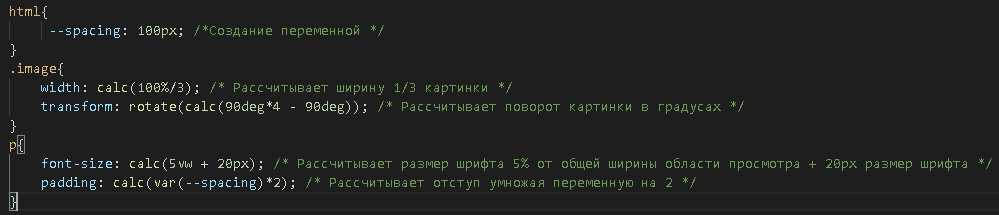 html{
--spacing: 100px; /*Создание переменной */
}
.image{
width: calc(100%/3); /* Рассчитывает ширину 1/3 картинки */
transform: rotate(calc(90deg*4 - 90deg)); /* Рассчитывает поворот картинки в градусах */
}
p{
font-size: calc(5vw + 20px); /* Рассчитывает размер шрифта 5% от общей ширины области просмотра + 20px размер шрифта */
padding: calc(var(--spacing)*2); /* Рассчитывает отступ умножая переменную на 2 */
}